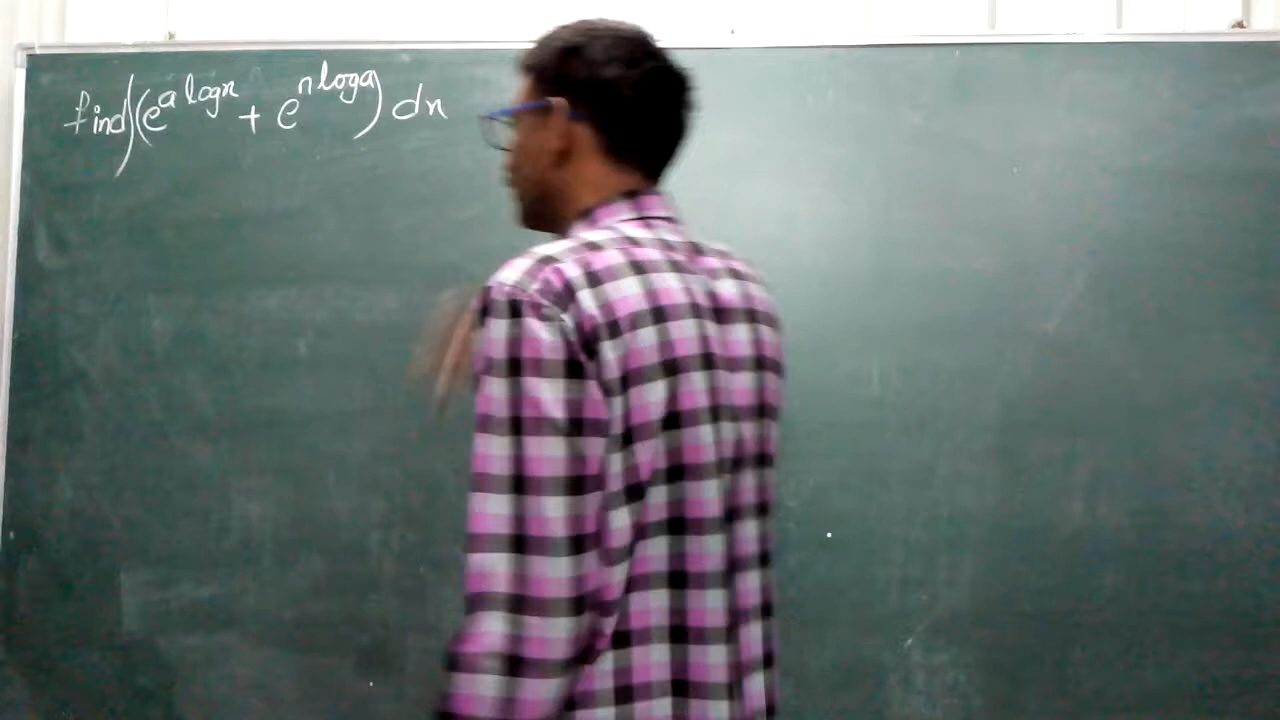 find ∫(e^{a log x} + e^{x log a}) dx